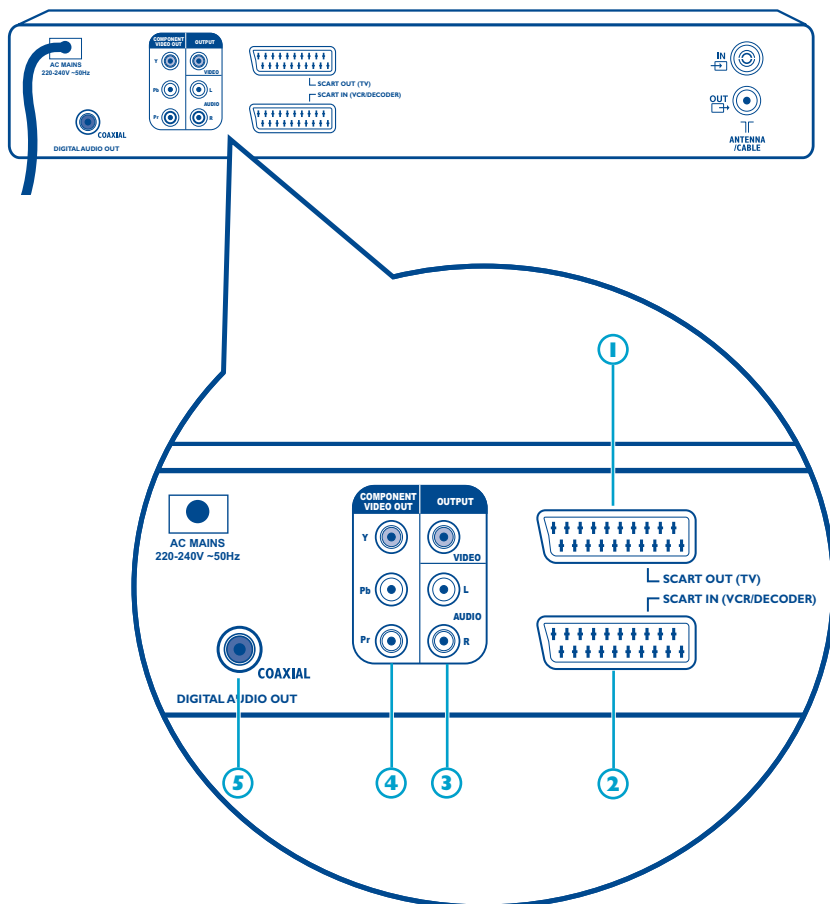 AC MAINS
220-240V ~50Hz
COAXIAL
DIGITAL AUDIO OUT
COMPONENT
VIDEO OUT
OUTPUT
Y
VIDEO
Pb
L
AUDIO
Pr
R
SCART OUT (TV)
SCART IN (VCR/DECODER)
IN
OUT
ANTENNA
/CABLE
1
AC MAINS
220-240V ~50Hz
COMPONENT
VIDEO OUT
OUTPUT
Y
VIDEO
Pb
L
AUDIO
Pr
R
SCART OUT (TV)
SCART IN (VCR/DECODER)
COAXIAL
DIGITAL AUDIO OUT
5
4
3
2